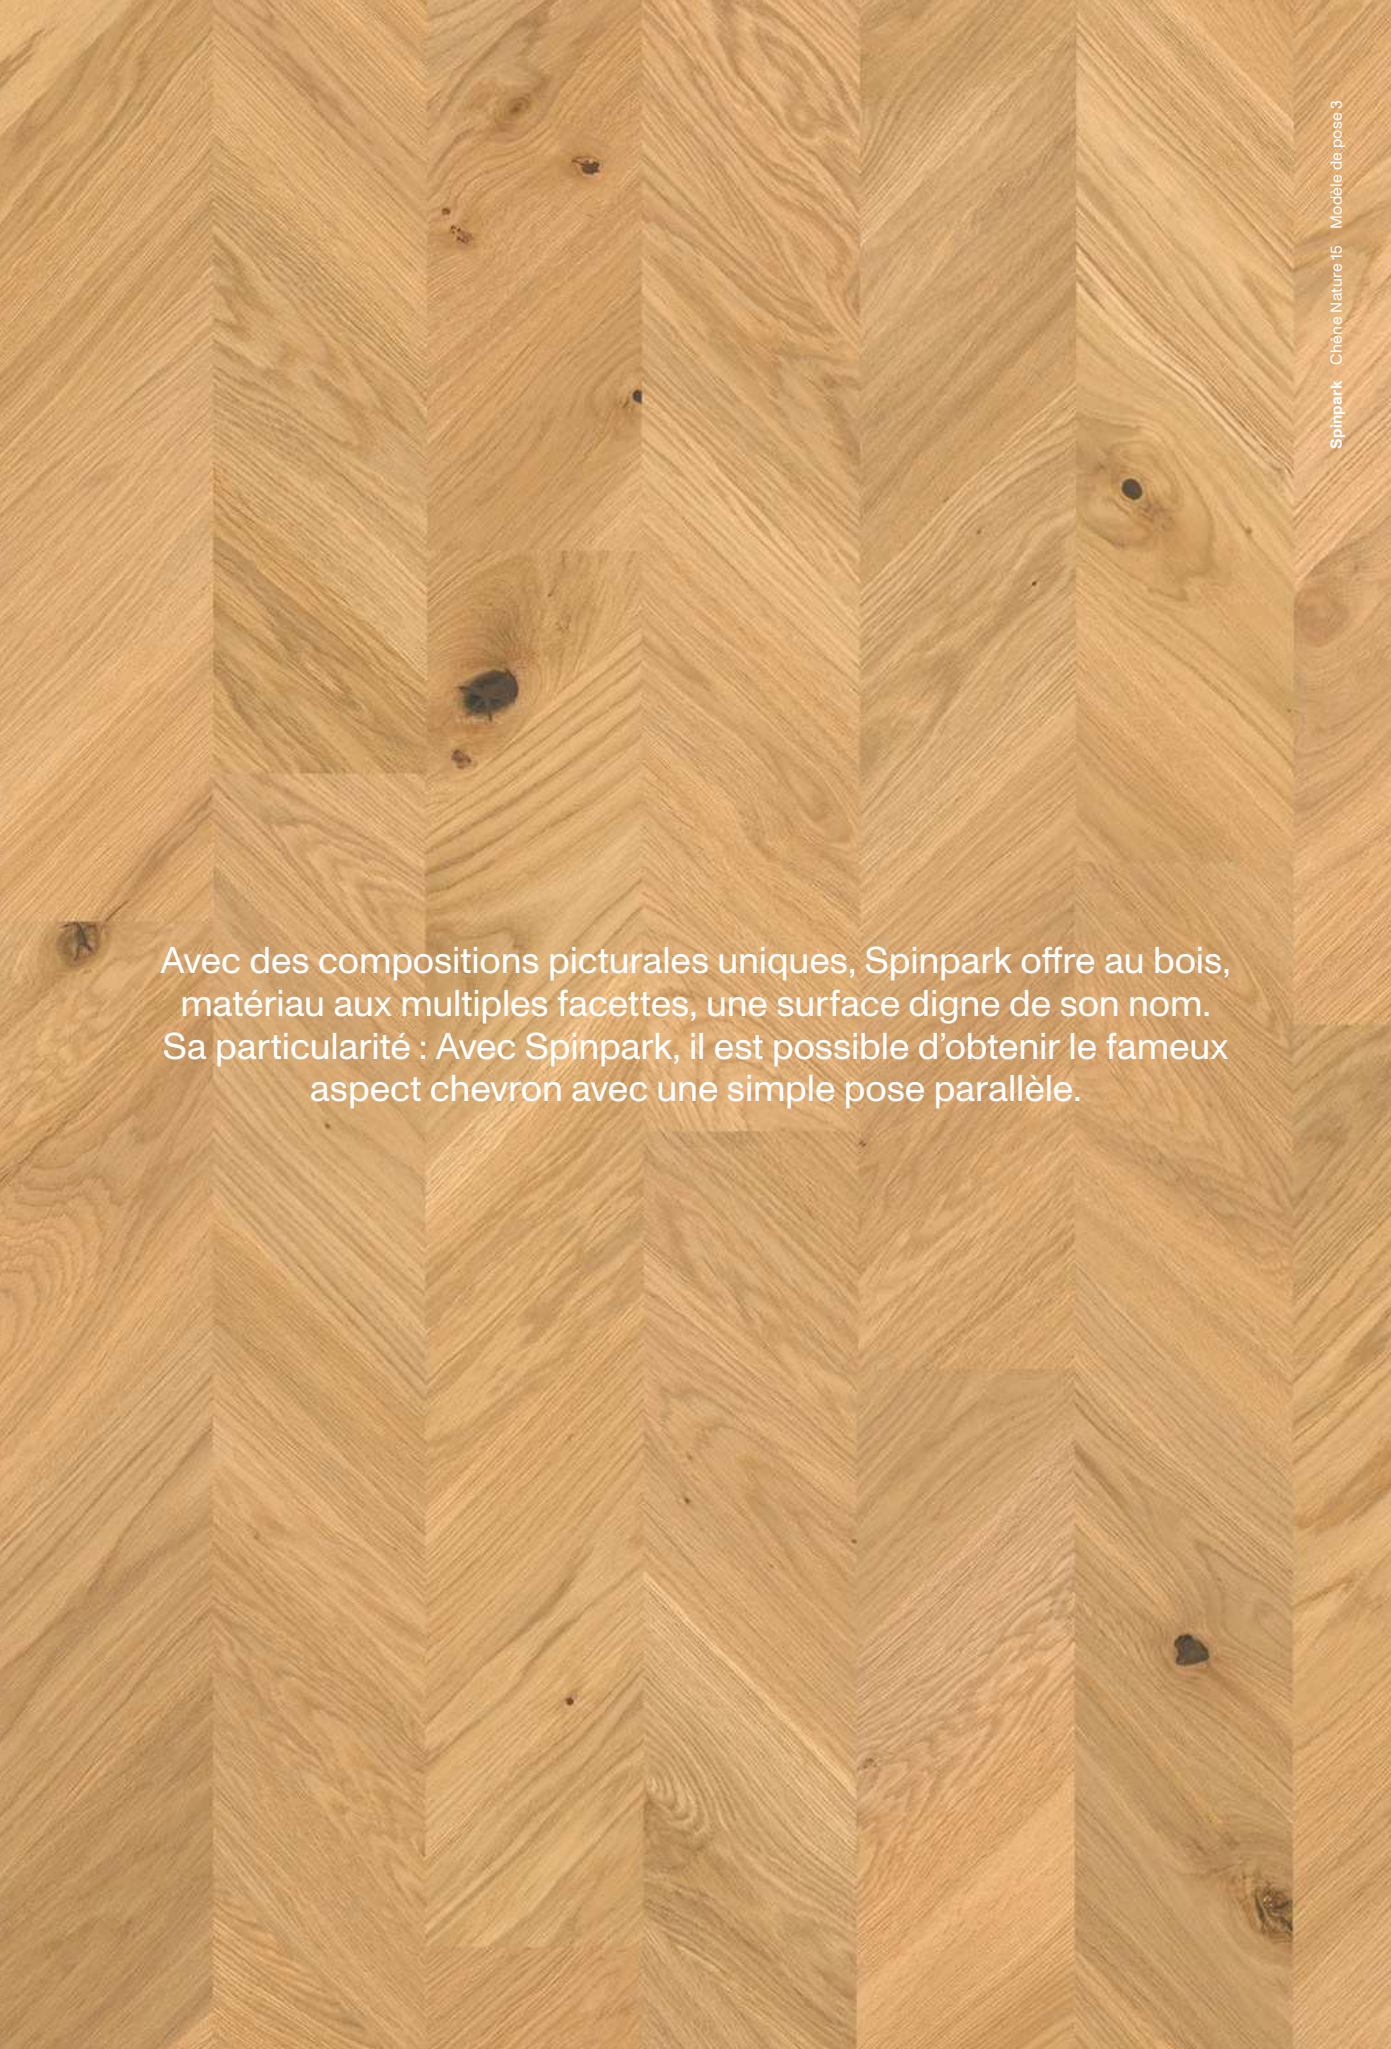 Spinpark Chêne Nature 15 Modèle de pose 3
Avec des compositions picturales uniques, Spinpark offre au bois,
matériau aux multiples facettes, une surface digne de son nom.
Sa particularité : Avec Spinpark, il est possible d’obtenir le fameux
aspect chevron avec une simple pose parallèle.